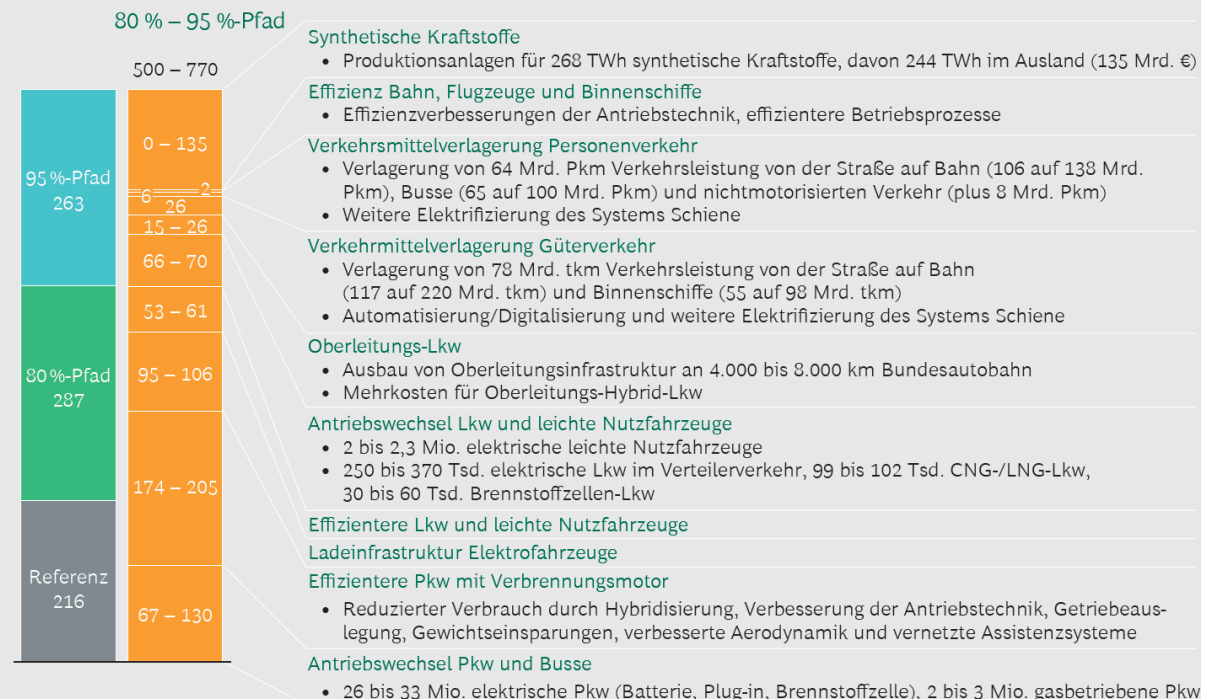 80 % – 95 %-Pfad
500 – 770
95 %-Pfad
263
80 %-Pfad
287
Referenz
216
0 – 135
2
6
26
15 – 26
66 – 70
53 – 61
95 – 106
174 – 205
67 – 130
Synthetische Kraftstoffe
• Produktionsanlagen für 268 TWh synthetische Kraftstoffe, davon 244 TWh im Ausland (135 Mrd. €)
Effizienz Bahn, Flugzeuge und Binnenschiffe
• Effizienzverbesserungen der Antriebstechnik, effizientere Betriebsprozesse
Verkehrsmittelverlagerung Personenverkehr
• Verlagerung von 64 Mrd. Pkm Verkehrsleistung von der Straße auf Bahn (106 auf 138 Mrd.
Pkm), Busse (65 auf 100 Mrd. Pkm) und nichtmotorisierten Verkehr (plus 8 Mrd. Pkm)
• Weitere Elektrifizierung des Systems Schiene
Verkehrmittelverlagerung Güterverkehr
• Verlagerung von 78 Mrd. tkm Verkehrsleistung von der Straße auf Bahn
(117 auf 220 Mrd. tkm) und Binnenschiffe (55 auf 98 Mrd. tkm)
• Automatisierung/Digitalisierung und weitere Elektrifizierung des Systems Schiene
Oberleitungs-Lkw
• Ausbau von Oberleitungsinfrastruktur an 4.000 bis 8.000 km Bundesautobahn
• Mehrkosten für Oberleitungs-Hybrid-Lkw
Antriebswechsel Lkw und leichte Nutzfahrzeuge
• 2 bis 2,3 Mio. elektrische leichte Nutzfahrzeuge
• 250 bis 370 Tsd. elektrische Lkw im Verteilerverkehr, 99 bis 102 Tsd. CNG-/LNG-Lkw,
30 bis 60 Tsd. Brennstoffzellen-Lkw
Effizientere Lkw und leichte Nutzfahrzeuge
Ladeinfrastruktur Elektrofahrzeuge
Effizientere Pkw mit Verbrennungsmotor
• Reduzierter Verbrauch durch Hybridisierung, Verbesserung der Antriebstechnik, Getriebeaus-
legung, Gewichtseinsparungen, verbesserte Aerodynamik und vernetzte Assistenzsysteme
Antriebswechsel Pkw und Busse
• 26 bis 33 Mio. elektrische Pkw (Batterie, Plug-in, Brennstoffzelle), 2 bis 3 Mio. gasbetriebene Pkw